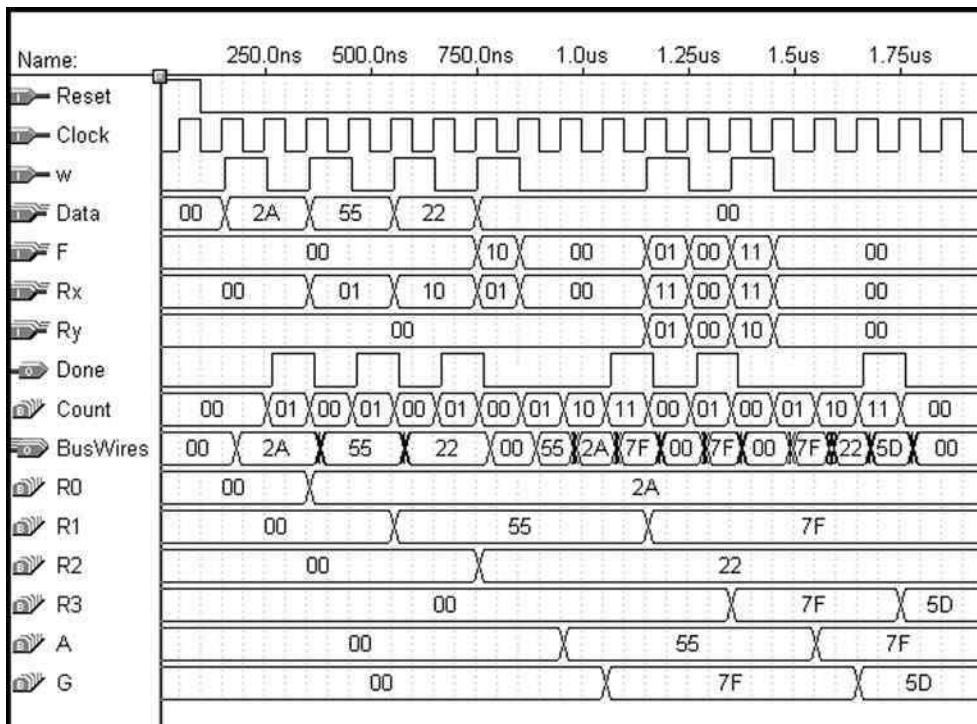 Name: 250.0ns 500.0ns 750.0ns 1.0us 1.25us 1.5us 1.75us
Reset
Clock
w
Data 00 2A 55 22 00
F 00 10 00 01 00 11 00
Rx 00 01 10 01 00 11 00 11 00
Ry 00 01 00 10 00
Done
Count 00 01 00 01 00 01 00 01 10 11 00 01 00 01 10 11 00
BusWires 00 2A 55 22 00 55 2A 7F 00 7F 00 7F 22 5D 00
R0 00 2A
R1 00 55 7F
R2 00 22
R3 00 7F 5D
A 00 55 7F
G 00 7F 5D